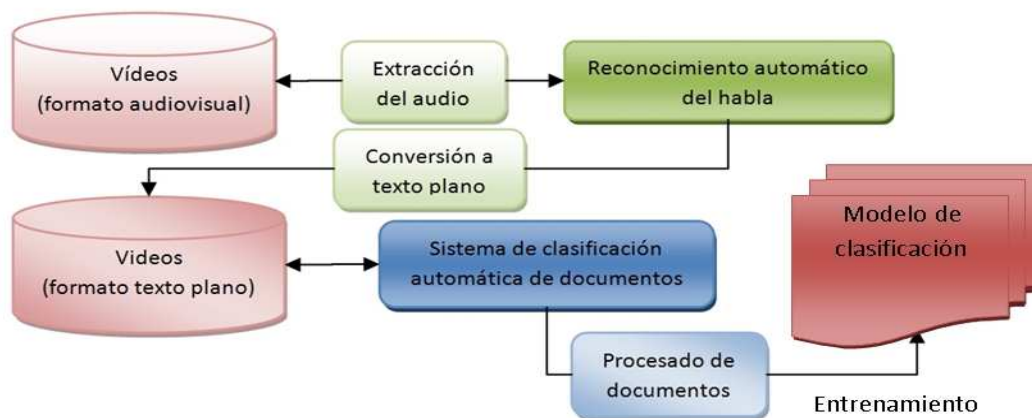 Vídeos
(formato audiovisual)
Extracción
del audio
Reconocimiento automático
del habla
Conversión a
texto plano
Videos
(formato texto plano)
Sistema de clasificación
automática de documentos
Modelo de
clasificación
Procesado de
documentos
Entrenamiento